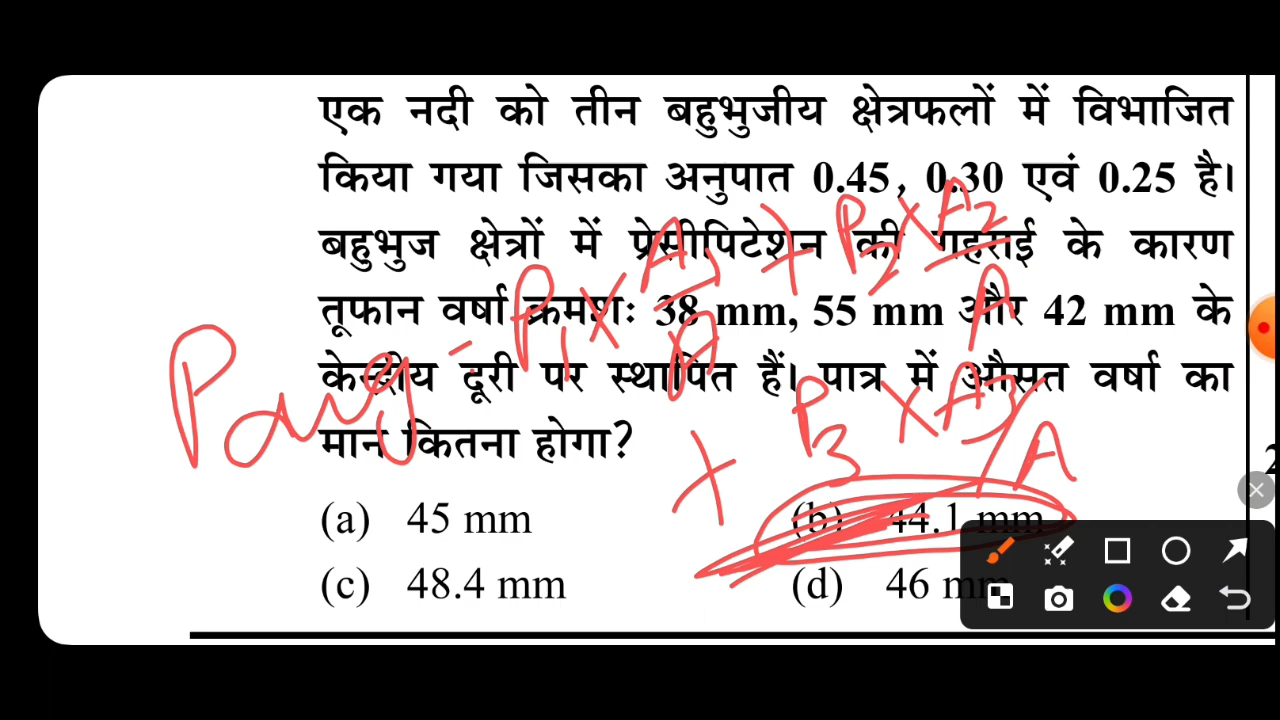 एक नदी को तीन बहुभुजीय क्षेत्रफलों में विभाजित
किया गया जिसका अनुपात 0.45, 0.30 एवं 0.25 है।
बहुभुज क्षेत्रों में प्रेसीपिटेशन की गहराई के कारण
तूफान वर्षा क्रमशः 38 mm, 55 mm और 42 mm के
केन्द्रीय दूरी पर स्थापित हैं। पात्र में औसत वर्षा का
मान कितना होगा?
(a) 45 mm (b) 44.1 mm
(c) 48.4 mm (d) 46 mm
Pavg = P1 × A1/A + P2 × A2/A
+ P3 × A3/A
2